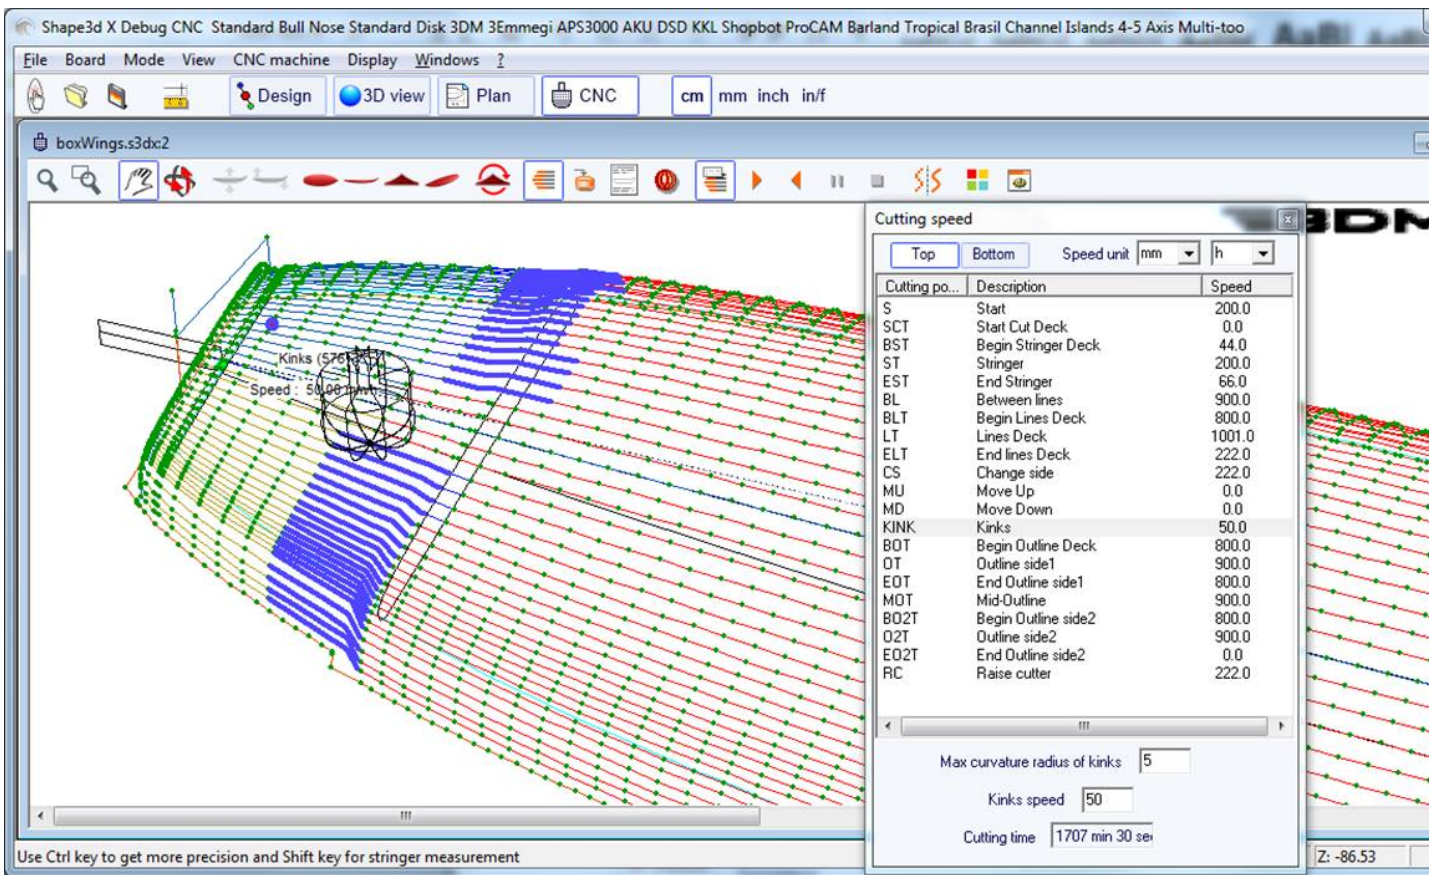 Shape3d X Debug CNC Standard Bull Nose Standard Disk 3DM 3Emmegi APS3000 AKU DSD KKL Shopbot ProCAM Barland Tropical Brasil Channel Islands 4-5 Axis Multi-too
File Board Mode View CNC machine Display Windows ?
Design 3D view Plan CNC cm mm inch in/f
boxWings.s3dx:2
3DM
Cutting speed
Top Bottom Speed unit mm h
Cutting po... Description Speed
S Start 200.0
SCT Start Cut Deck 0.0
BST Begin Stringer Deck 44.0
ST Stringer 200.0
EST End Stringer 66.0
BL Between lines 900.0
BLT Begin Lines Deck 800.0
LT Lines Deck 1001.0
ELT End lines Deck 222.0
CS Change side 222.0
MU Move Up 0.0
MD Move Down 0.0
KINK Kinks 50.0
BOT Begin Outline Deck 800.0
OT Outline side1 900.0
EOT End Outline side1 800.0
MOT Mid-Outline 900.0
BO2T Begin Outline side2 800.0
O2T Outline side2 900.0
EO2T End Outline side2 0.0
RC Raise cutter 222.0
Max curvature radius of kinks 5
Kinks speed 50
Cutting time 1707 min 30 se
Kinks
Speed :
Use Ctrl key to get more precision and Shift key for stringer measurement
Z: -86.53